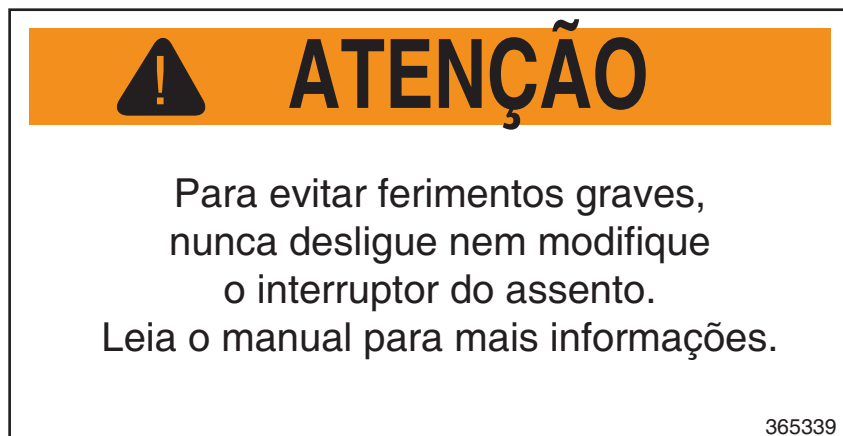 ATENÇÃO
Para evitar ferimentos graves,
nunca desligue nem modifique
o interruptor do assento.
Leia o manual para mais informações.
365339